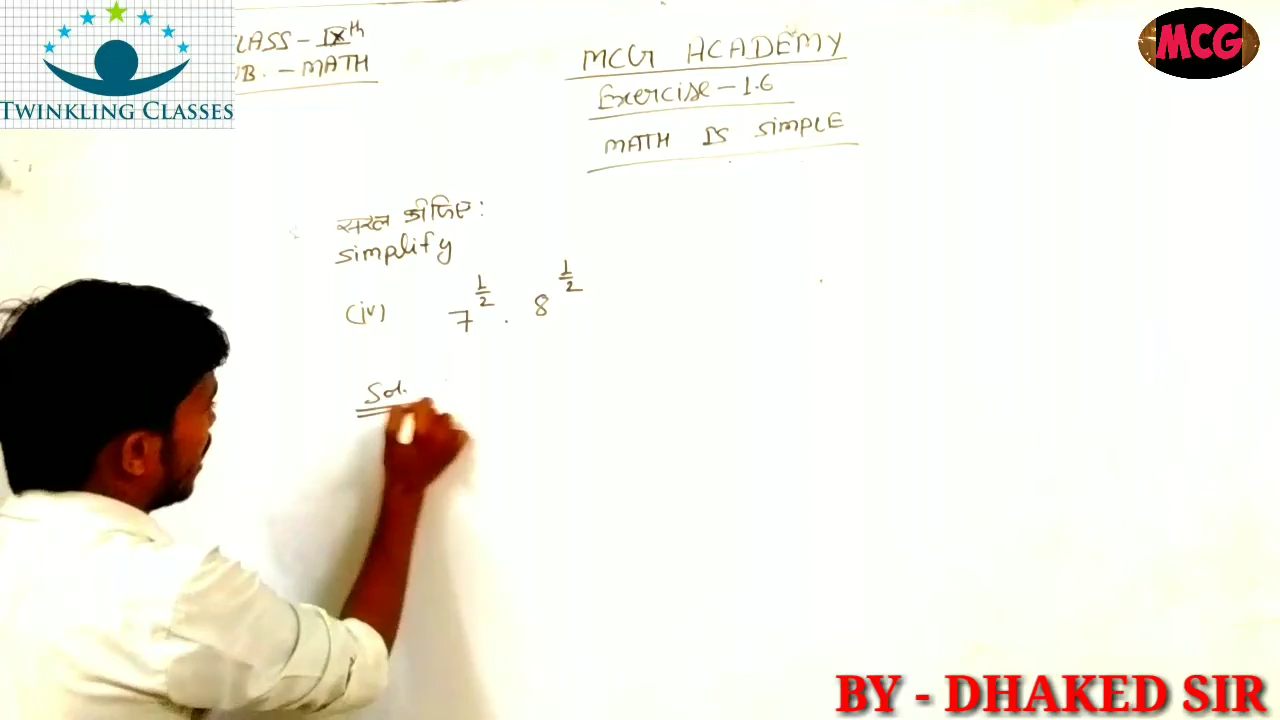 TWINKLING CLASSES
LASS - IXth
UB. - MATH
MCG ACADEMY
Exercise - 1.6
MATH IS SIMPLE
MCG
सरल कीजिए:
simplify
(iv) 7^{1/2} . 8^{1/2}
Sol.
BY - DHAKED SIR